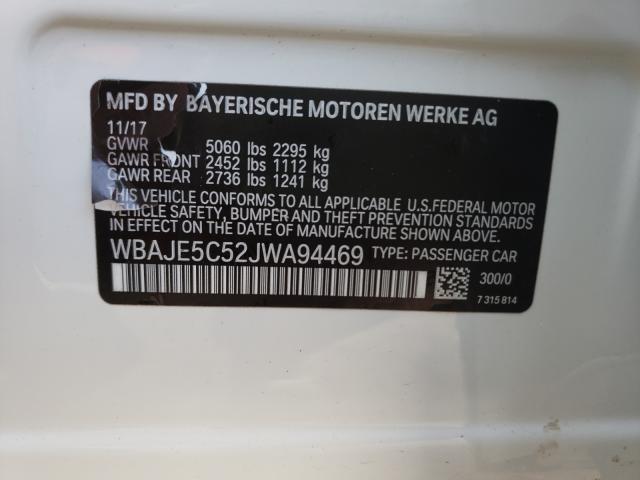 MFD BY BAYERISCHE MOTOREN WERKE AG
11/17
GVWR 5060 lbs 2295 kg
GAWR FRONT 2452 lbs 1112 kg
GAWR REAR 2736 lbs 1241 kg
THIS VEHICLE CONFORMS TO ALL APPLICABLE U.S.FEDERAL MOTOR
VEHICLE SAFETY, BUMPER AND THEFT PREVENTION STANDARDS
IN EFFECT ON THE DATE OF MANUFACTURE SHOWN ABOVE.
WBAJE5C52JWA94469 TYPE: PASSENGER CAR
300/0
7 315 814